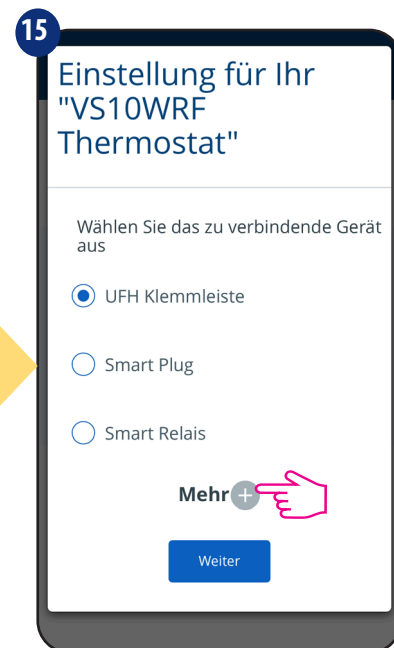 15
Einstellung für Ihr
"VS10WRF
Thermostat"
Wählen Sie das zu verbindende Gerät
aus
UFH Klemmleiste
Smart Plug
Smart Relais
Mehr +
Weiter